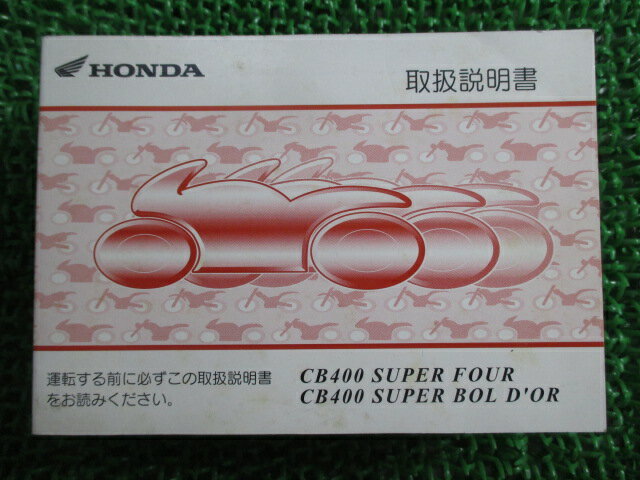 HONDA
取扱説明書
運転する前に必ずこの取扱説明書
をお読みください。
CB400 SUPER FOUR
CB400 SUPER BOL D'OR